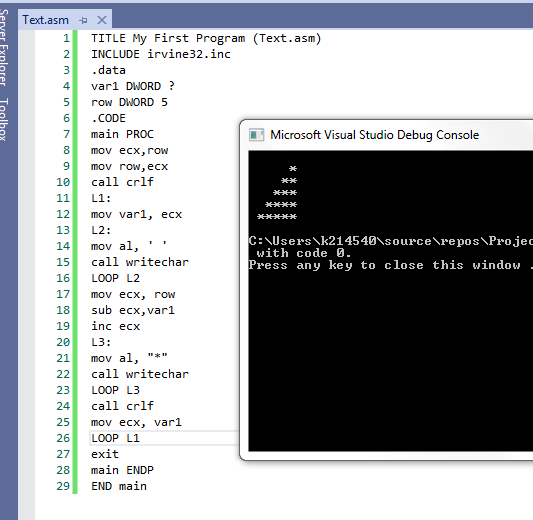 Server Explorer
Toolbox
Text.asm
1 TITLE My First Program (Text.asm)
2 INCLUDE irvine32.inc
3 .data
4 var1 DWORD ?
5 row DWORD 5
6 .CODE
7 main PROC
8 mov ecx,row
9 mov row,ecx
10 call crlf
11 L1:
12 mov var1, ecx
13 L2:
14 mov al, ' '
15 call writechar
16 LOOP L2
17 mov ecx, row
18 sub ecx,var1
19 inc ecx
20 L3:
21 mov al, "*"
22 call writechar
23 LOOP L3
24 call crlf
25 mov ecx, var1
26 LOOP L1
27 exit
28 main ENDP
29 END main
Microsoft Visual Studio Debug Console
*
**
***
****
*****
C:\Users\k214540\source\repos\Projec
with code 0.
Press any key to close this window .